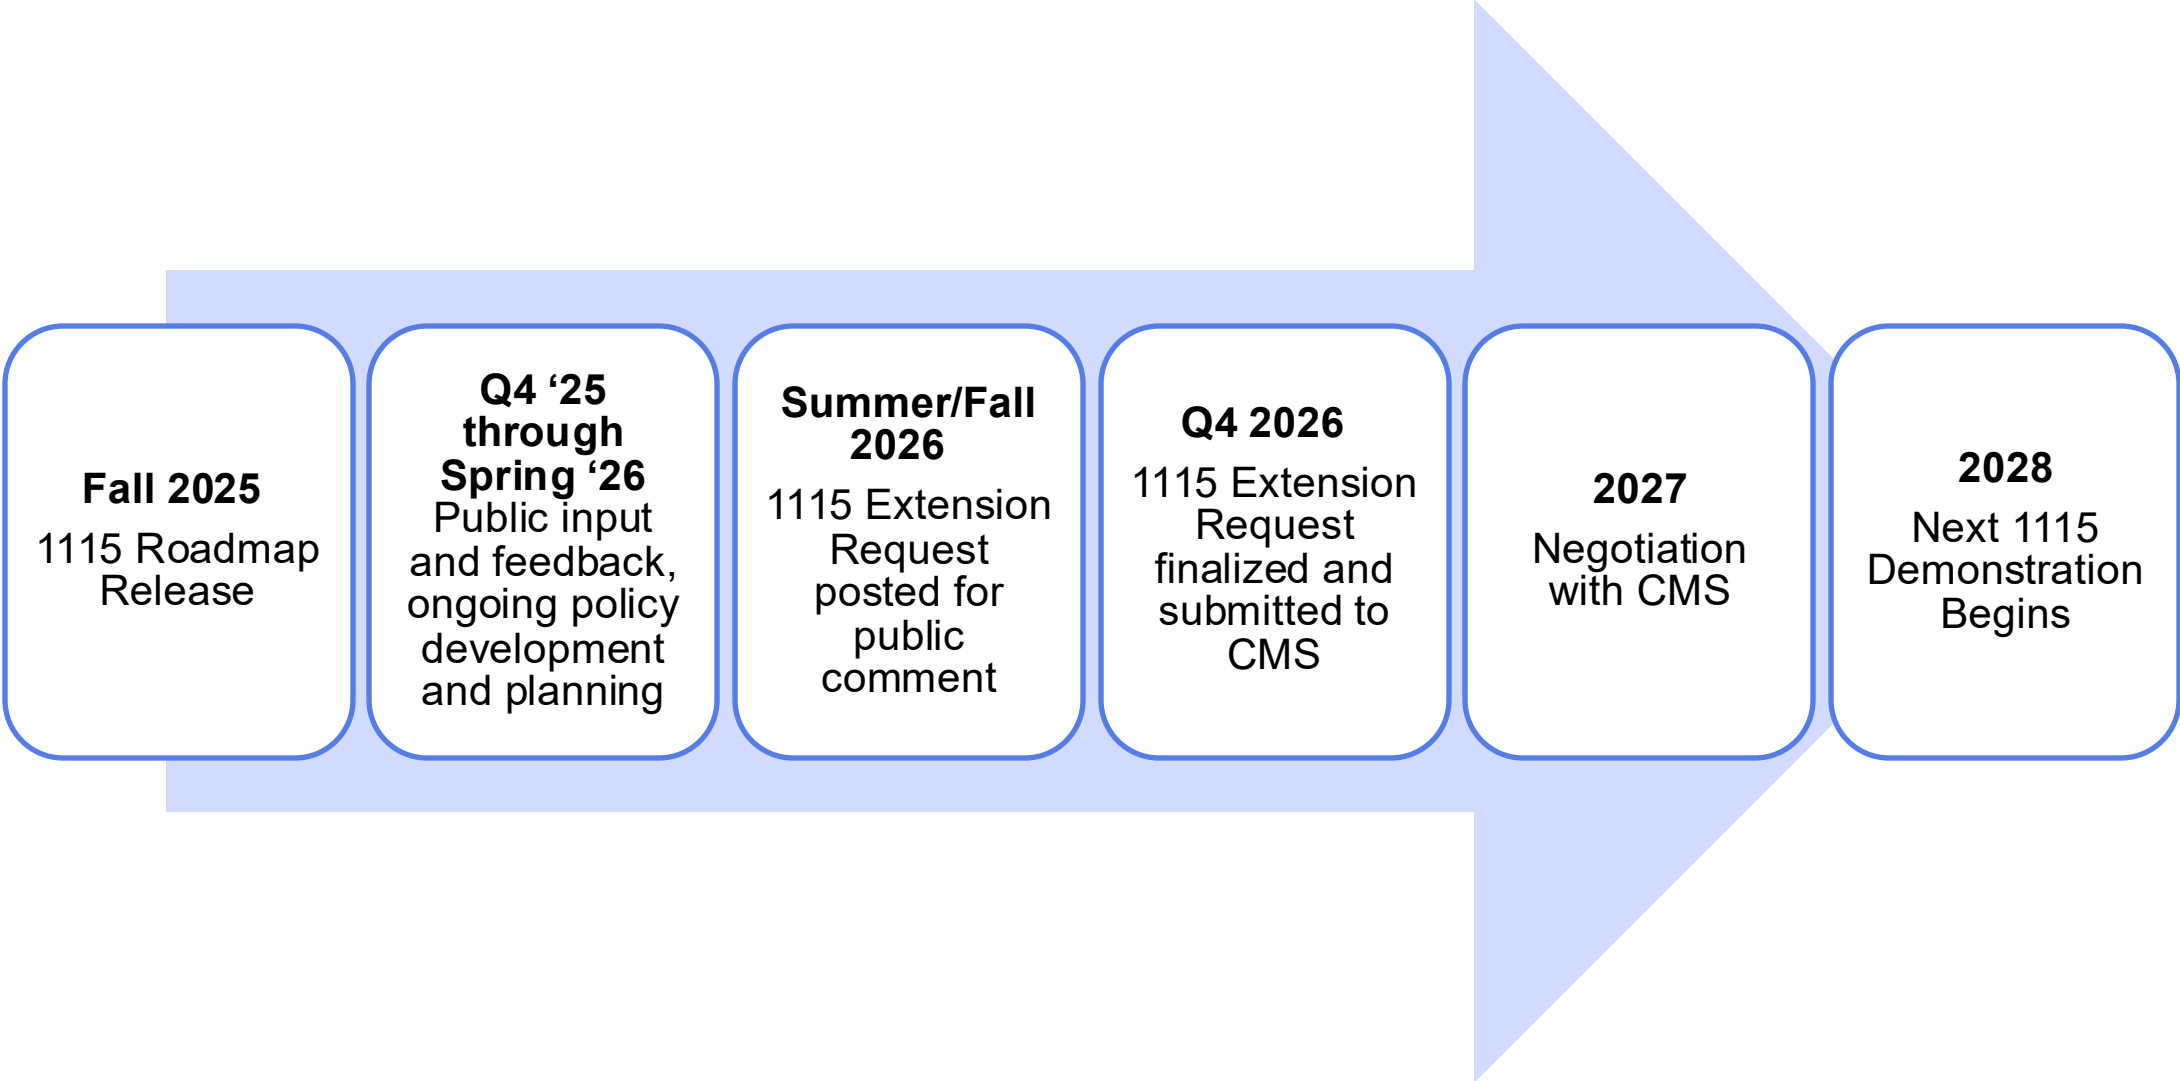 Fall 2025
1115 Roadmap
Release
Q4 ‘25
through
Spring ‘26
Public input
and feedback,
ongoing policy
development
and planning
Summer/Fall
2026
1115 Extension
Request
posted for
public
comment
Q4 2026
1115 Extension
Request
finalized and
submitted to
CMS
2027
Negotiation
with CMS
2028
Next 1115
Demonstration
Begins